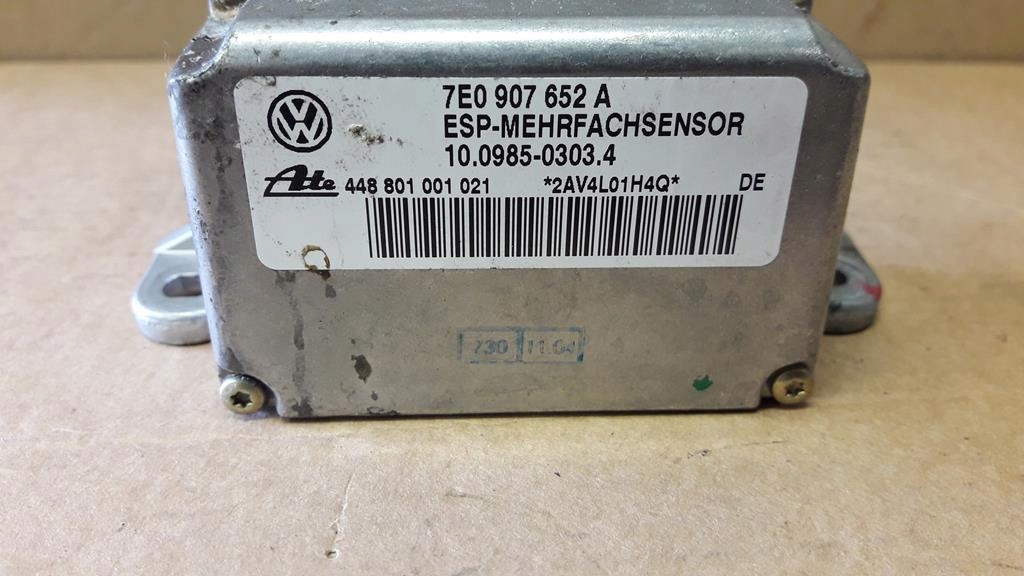 7E0 907 652 A
ESP-MEHRFACHSENSOR
10.0985-0303.4
Ate 448 801 001 021 *2AV4L01H4Q* DE
730 11.04